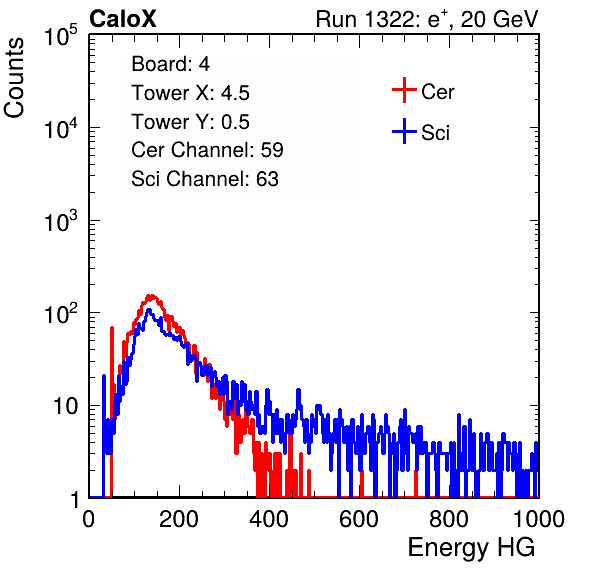 CaloX Run 1322: e⁺, 20 GeV
Counts
Board: 4
Tower X: 4.5
Tower Y: 0.5
Cer Channel: 59
Sci Channel: 63
Cer
Sci
10⁵
10⁴
10³
10²
10
1
0 200 400 600 800 1000
Energy HG